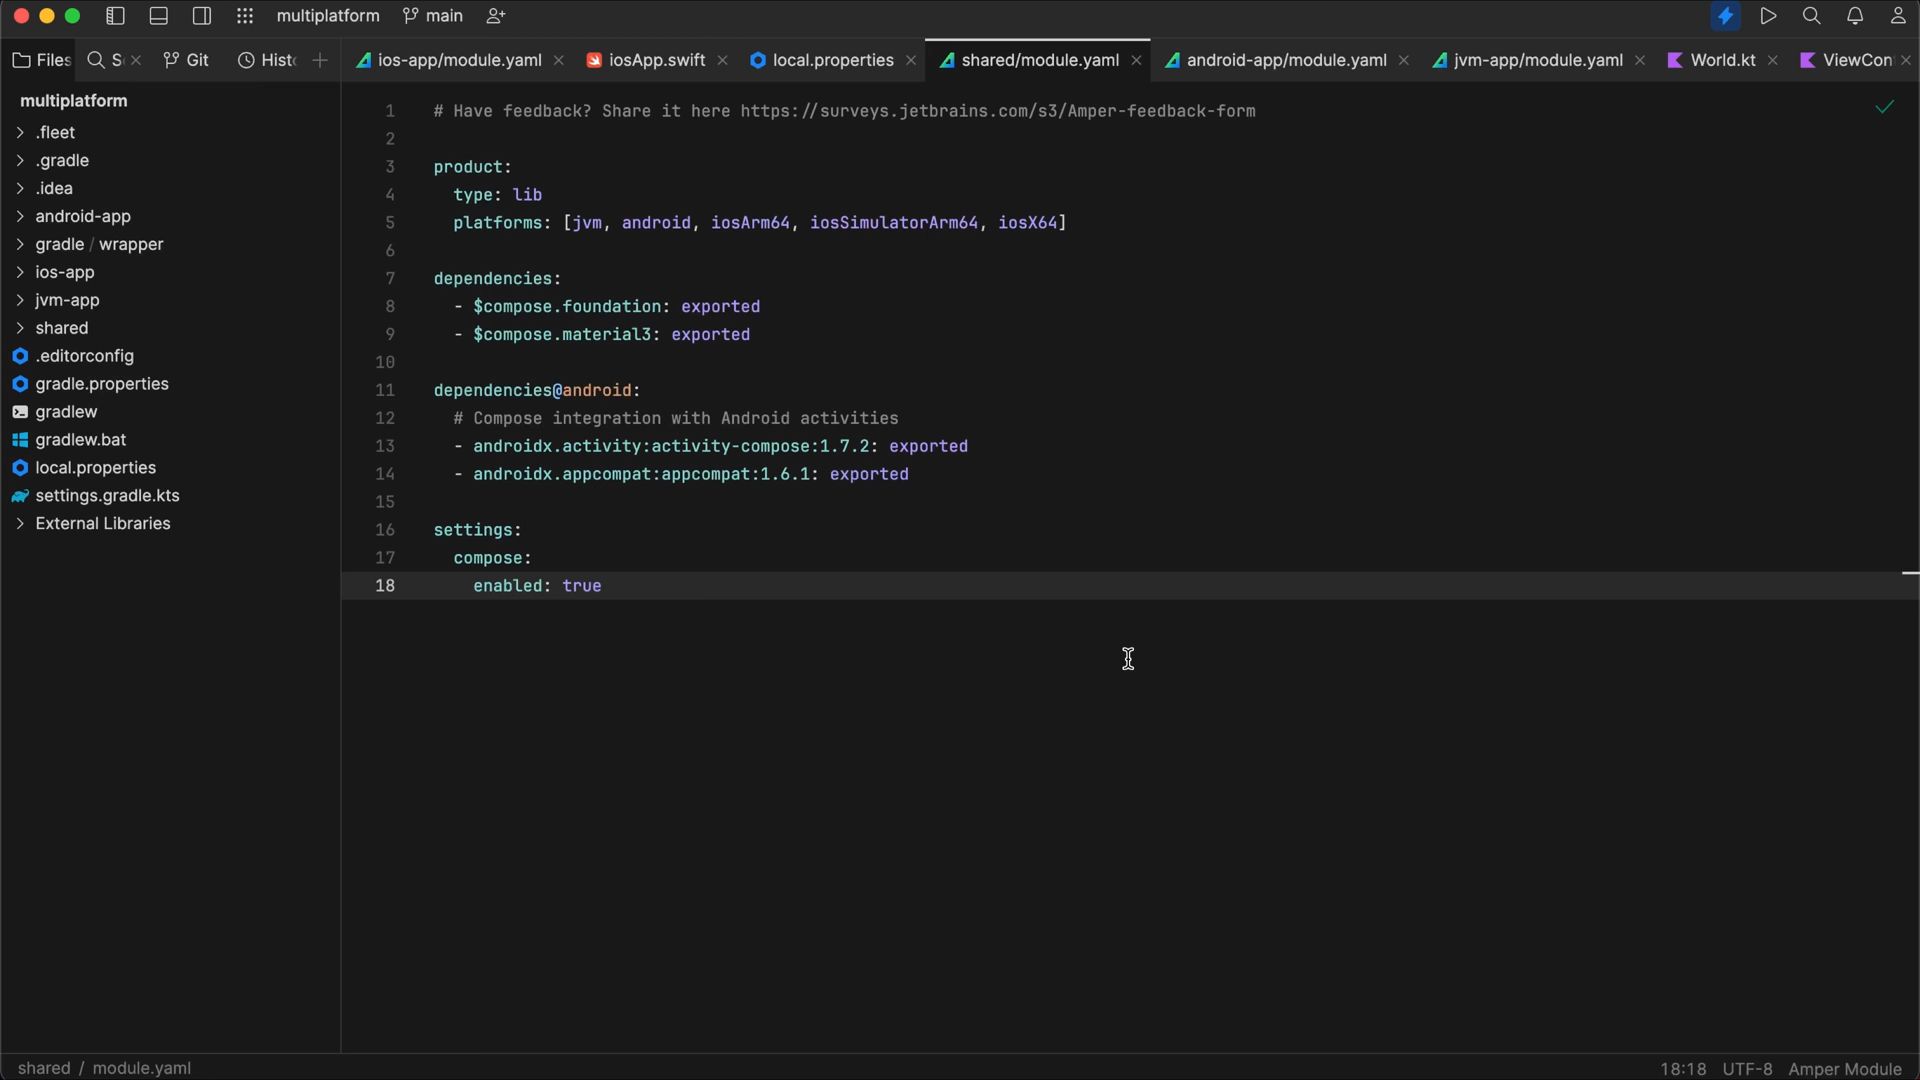 multiplatform main
Files S Git Histo
ios-app/module.yaml iosApp.swift local.properties shared/module.yaml android-app/module.yaml jvm-app/module.yaml World.kt ViewCon
multiplatform
.fleet
.gradle
.idea
android-app
gradle / wrapper
ios-app
jvm-app
shared
.editorconfig
gradle.properties
gradlew
gradlew.bat
local.properties
settings.gradle.kts
External Libraries
1 # Have feedback? Share it here https://surveys.jetbrains.com/s3/Amper-feedback-form
2
3 product:
4 type: lib
5 platforms: [jvm, android, iosArm64, iosSimulatorArm64, iosX64]
6
7 dependencies:
8 - $compose.foundation: exported
9 - $compose.material3: exported
10
11 dependencies@android:
12 # Compose integration with Android activities
13 - androidx.activity:activity-compose:1.7.2: exported
14 - androidx.appcompat:appcompat:1.6.1: exported
15
16 settings:
17 compose:
18 enabled: true
shared / module.yaml
18:18 UTF-8 Amper Module